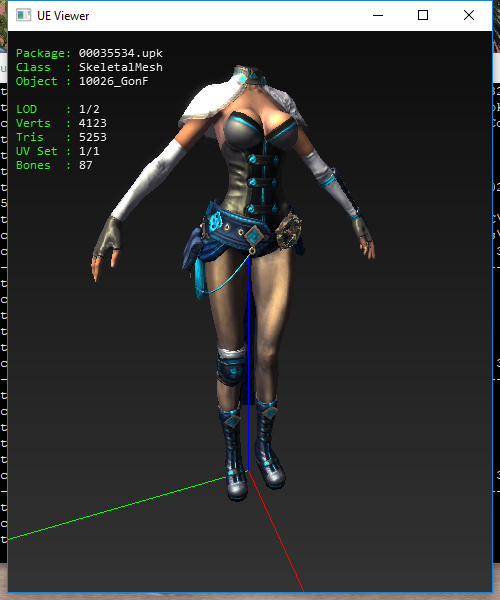 UE Viewer
Package: 00035534.upk
Class : SkeletalMesh
Object : 10026_GonF
LOD : 1/2
Verts : 4123
Tris : 5253
UV Set : 1/1
Bones : 87